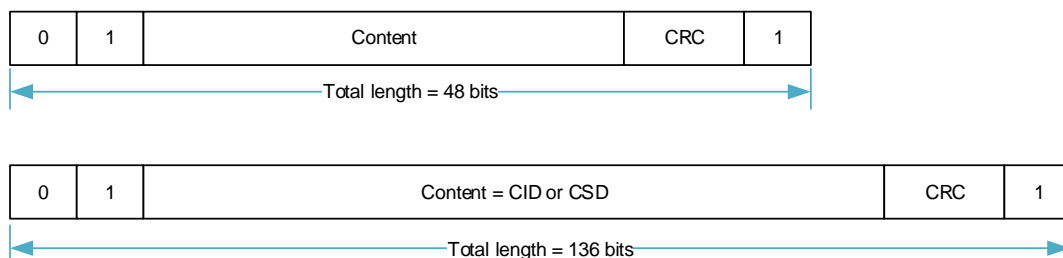 0 1 Content CRC 1
Total length = 48 bits
0 1 Content = CID or CSD CRC 1
Total length = 136 bits